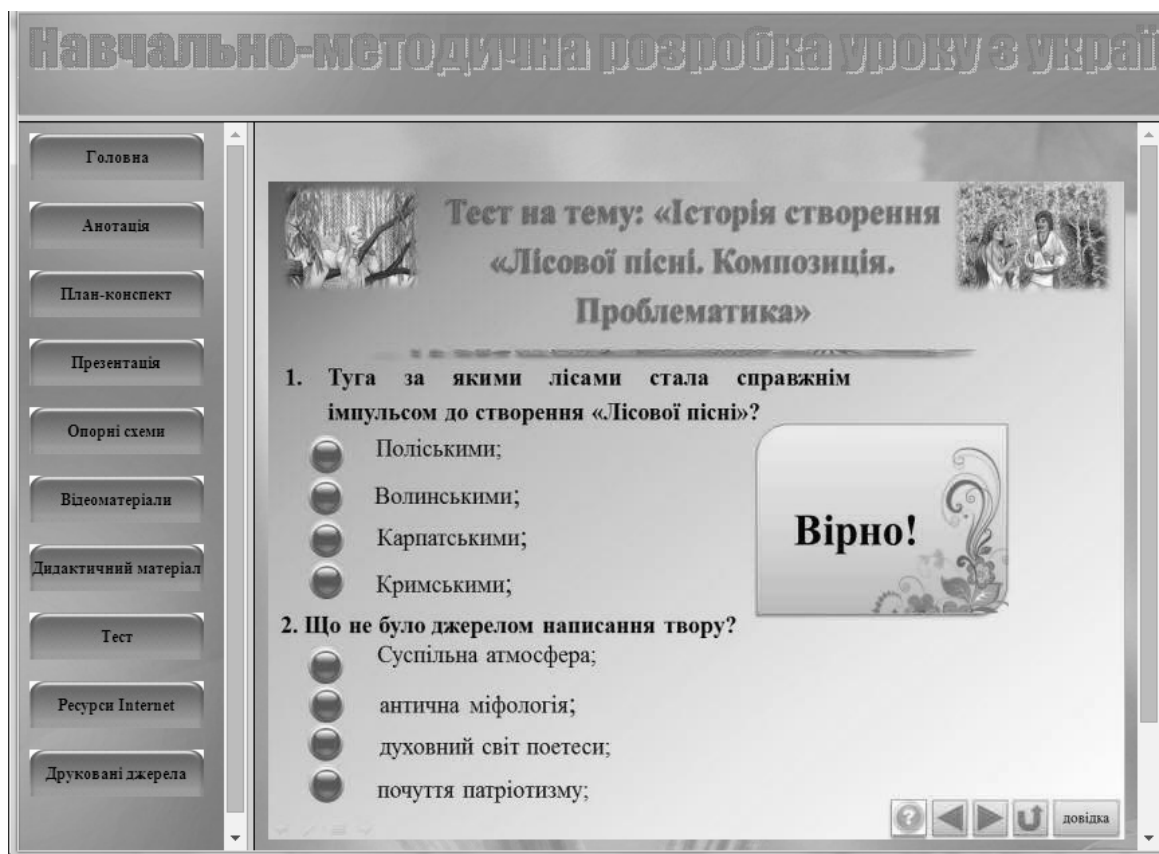 Навчально-методична розробка уроку з украї
Головна
Анотація
План-конспект
Презентація
Опорні схеми
Відеоматеріали
Дидактичний матеріал
Тест
Ресурси Internet
Друковані джерела
Тест на тему: «Історія створення
«Лісової пісні. Композиція.
Проблематика»
1. Туга за якими лісами стала справжнім
імпульсом до створення «Лісової пісні»?
Поліськими;
Волинськими;
Карпатськими;
Кримськими;
Вірно!
2. Що не було джерелом написання твору?
Суспільна атмосфера;
антична міфологія;
духовний світ поетеси;
почуття патріотизму;
?
довідка